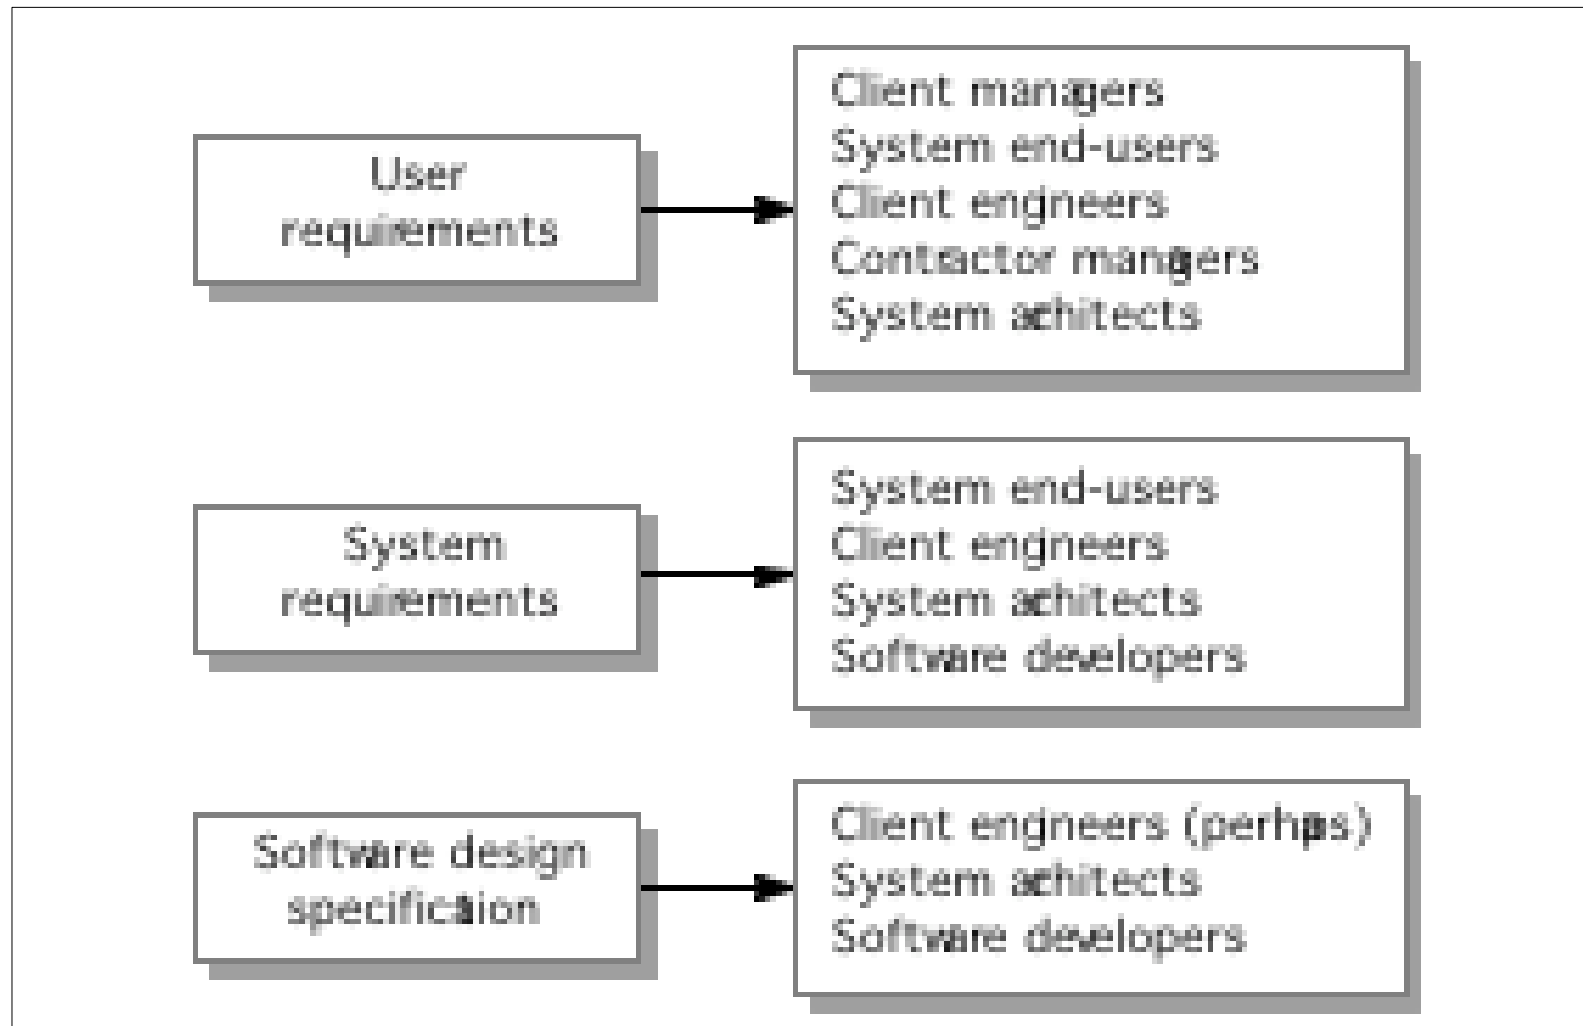 User
requirements
Client managers
System end-users
Client engineers
Contractor managers
System architects
System
requirements
System end-users
Client engineers
System architects
Software developers
Software design
specification
Client engineers (perhaps)
System architects
Software developers